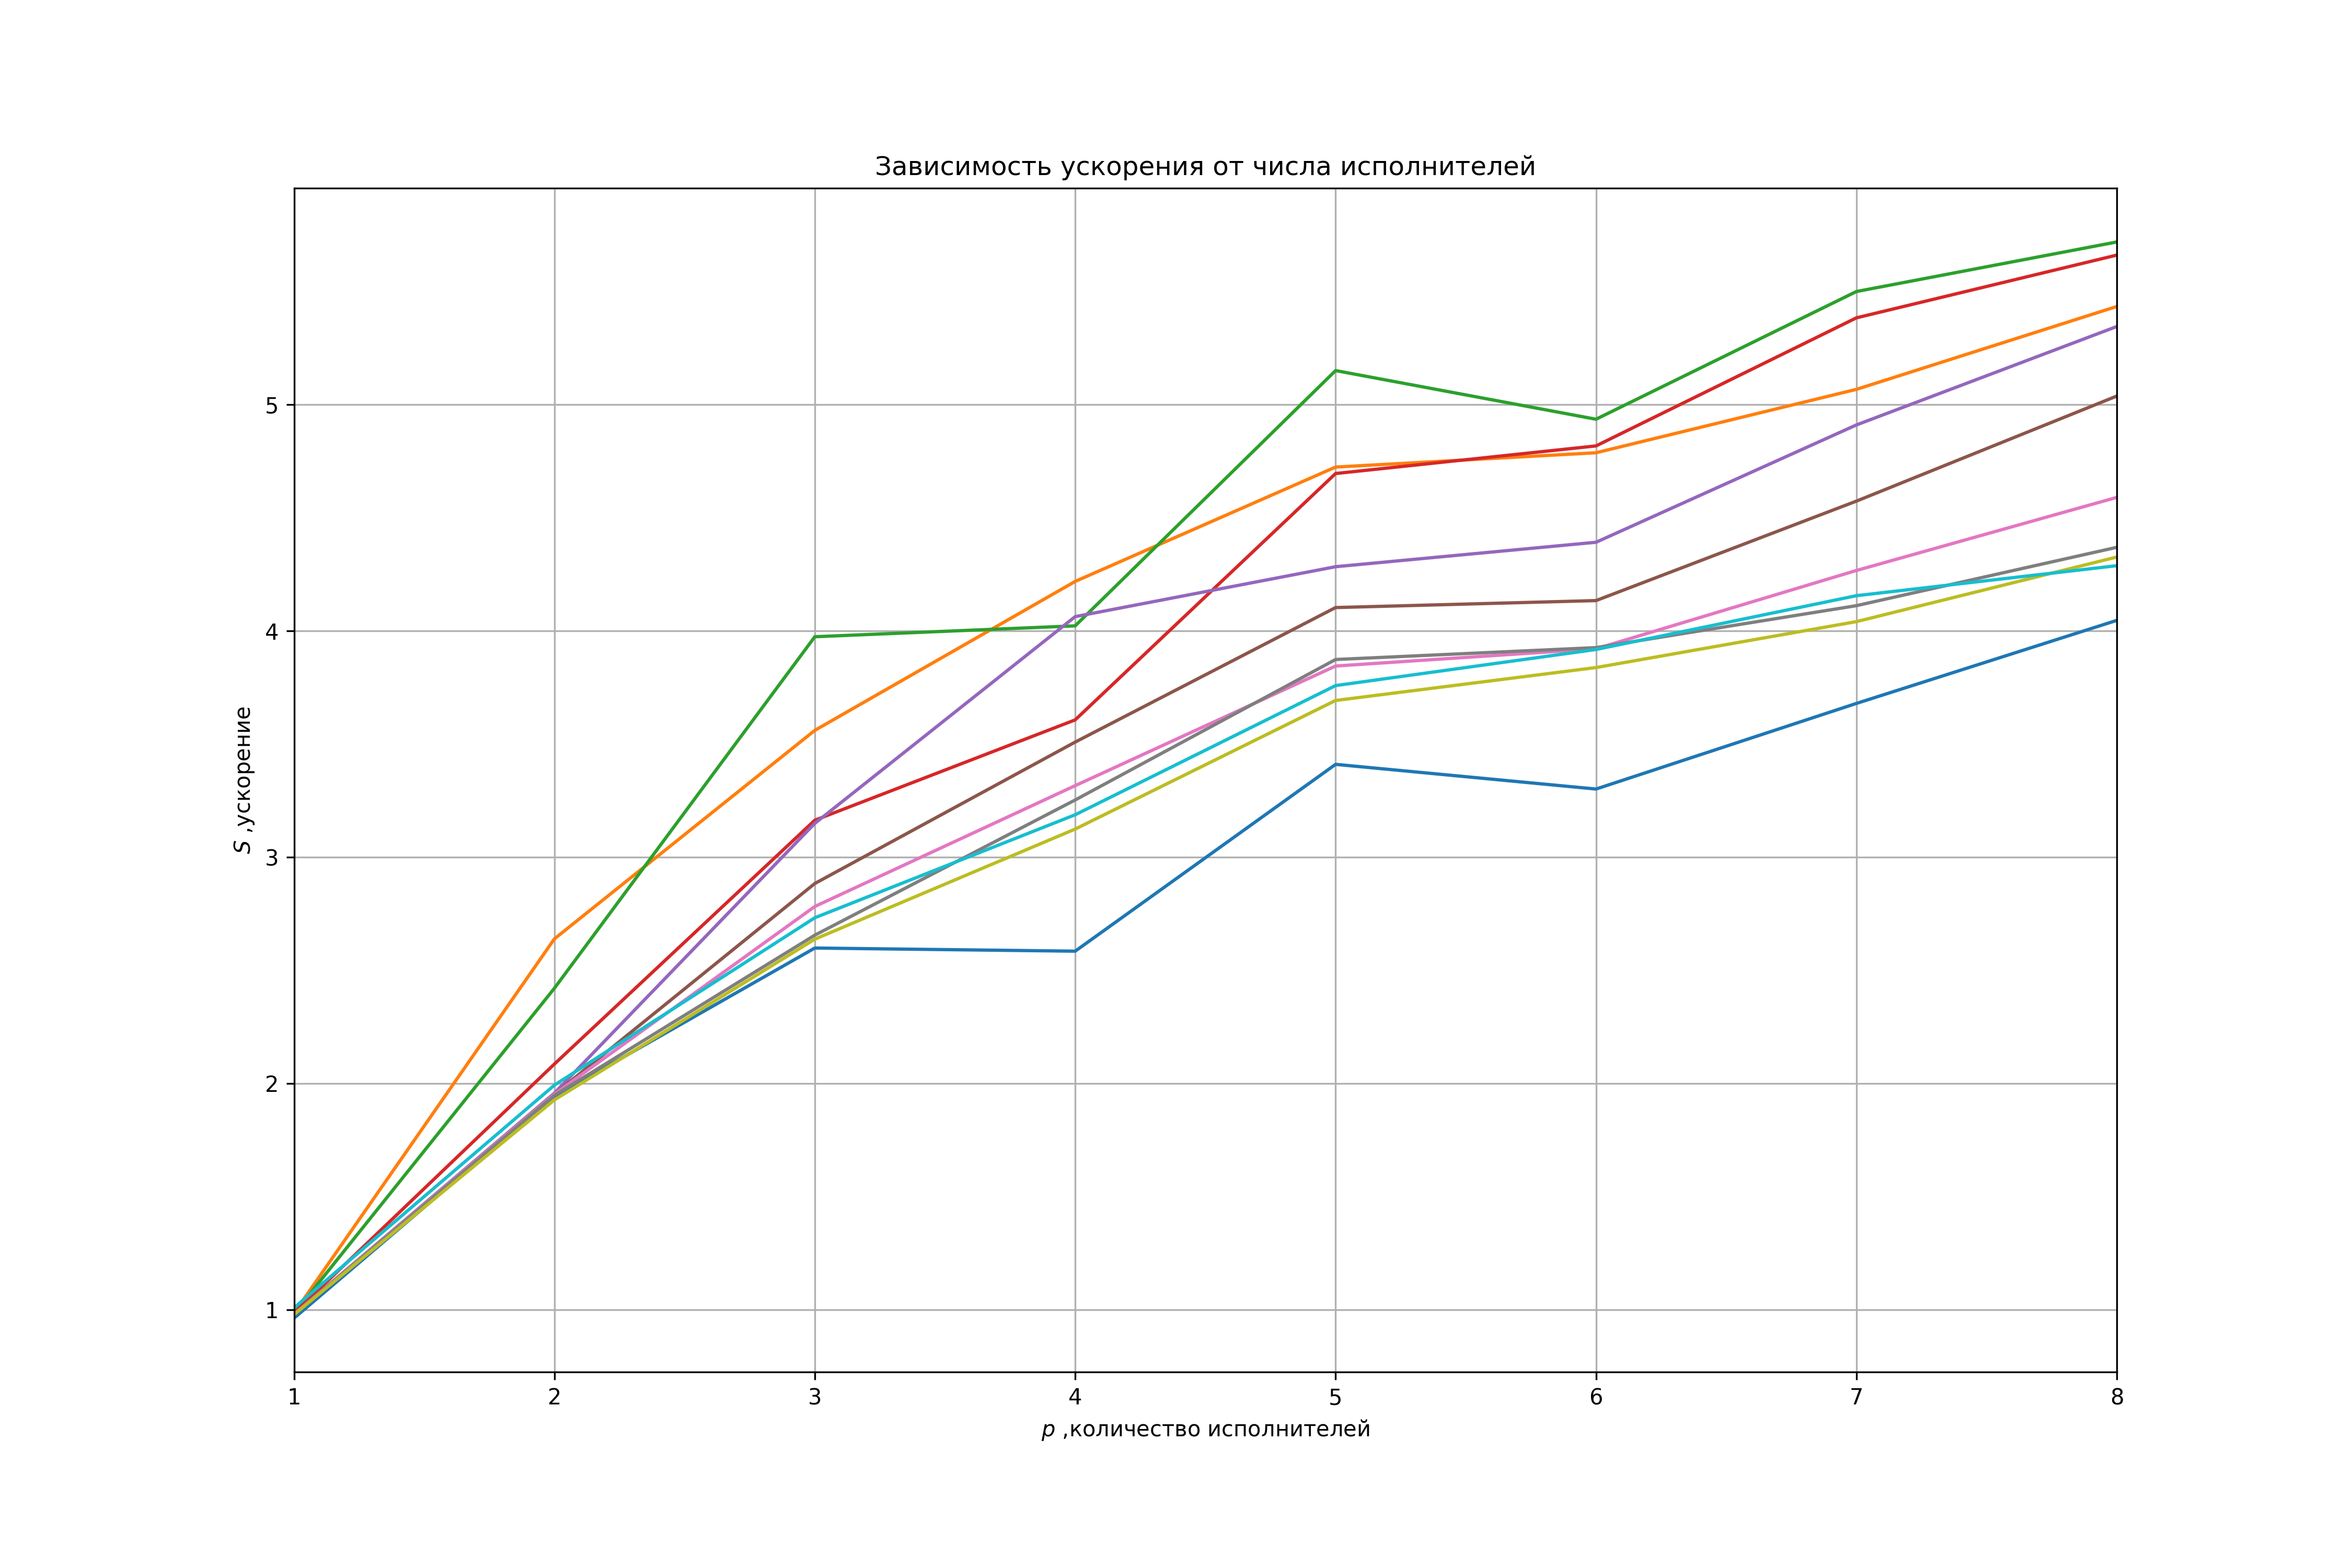 Зависимость ускорения от числа исполнителей
S ,ускорение
5
4
3
2
1
1 2 3 4 5 6 7 8
p ,количество исполнителей